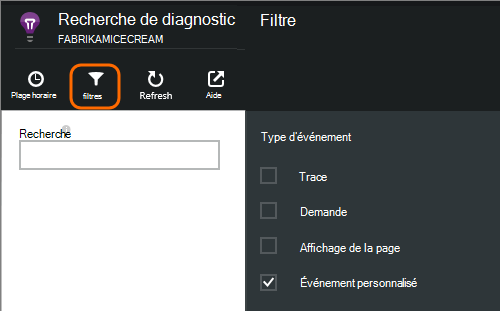 Recherche de diagnostic
FABRIKAMICECREAM
Plage horaire
filtres
Refresh
Aide
Recherche
Filtre
Type d'événement
Trace
Demande
Affichage de la page
Événement personnalisé